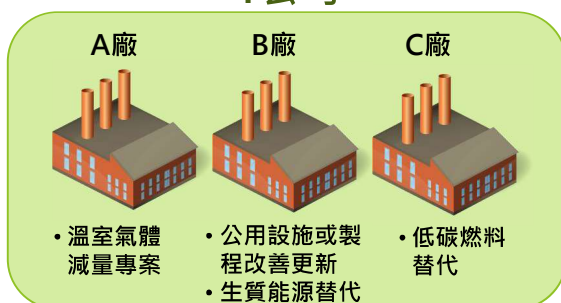 A廠
B廠
C廠
• 溫室氣體
減量專案
• 公用設施或製
程改善更新
• 生質能源替代
• 低碳燃料
替代